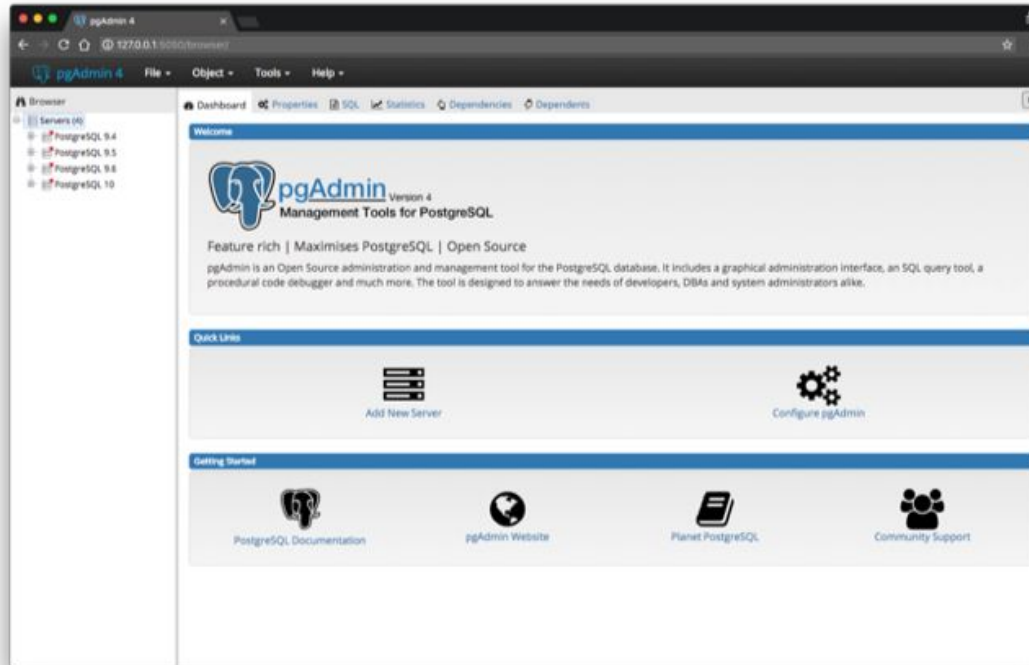 pgAdmin 4
127.0.0.1:5050/browser/
pgAdmin 4 File Object Tools Help
Browser
Servers (4)
PostgreSQL 9.4
PostgreSQL 9.5
PostgreSQL 9.6
PostgreSQL 10
Dashboard Properties SQL Statistics Dependencies Dependents
Welcome
pgAdmin Version 4
Management Tools for PostgreSQL
Feature rich | Maximises PostgreSQL | Open Source
pgAdmin is an Open Source administration and management tool for the PostgreSQL database. It includes a graphical administration interface, an SQL query tool, a
procedural code debugger and much more. The tool is designed to answer the needs of developers, DBAs and system administrators alike.
Quick Links
Add New Server Configure pgAdmin
Getting Started
PostgreSQL Documentation pgAdmin Website Planet PostgreSQL Community Support